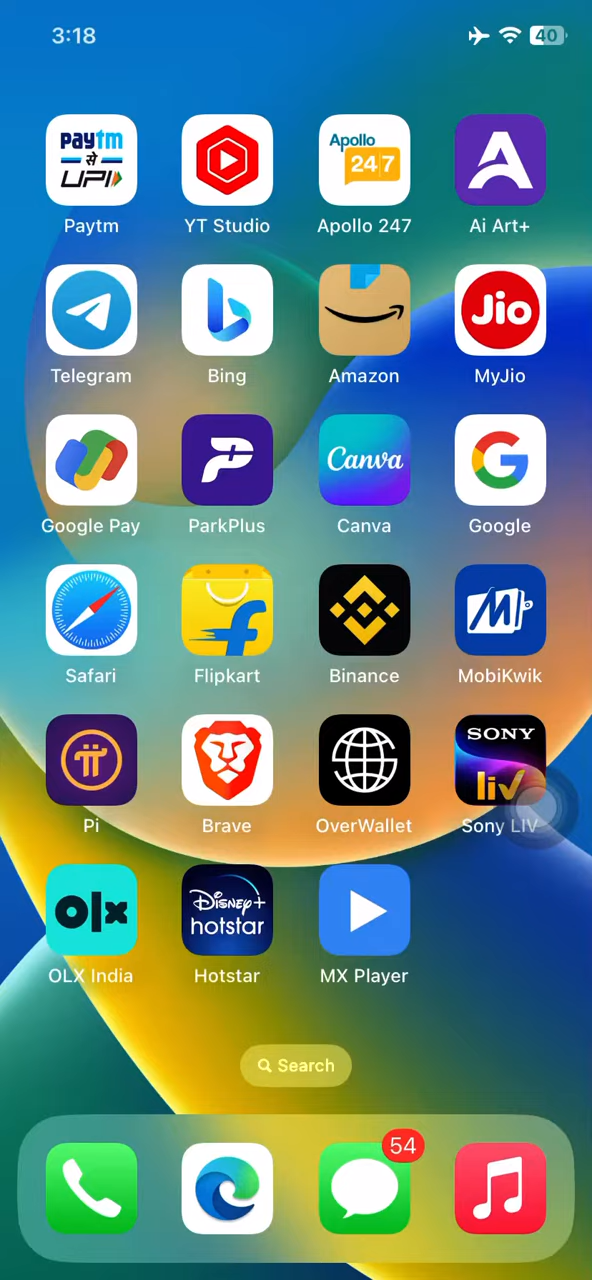 3:18
40
paytm
से
UPI
Apollo
24|7
Paytm
YT Studio
Apollo 247
Ai Art+
Jio
Telegram
Bing
Amazon
MyJio
Canva
Google Pay
ParkPlus
Canva
Google
Safari
Flipkart
Binance
MobiKwik
SONY
liv
Pi
Brave
OverWallet
Sony LIV
olx
Disney+
hotstar
OLX India
Hotstar
MX Player
Search
54